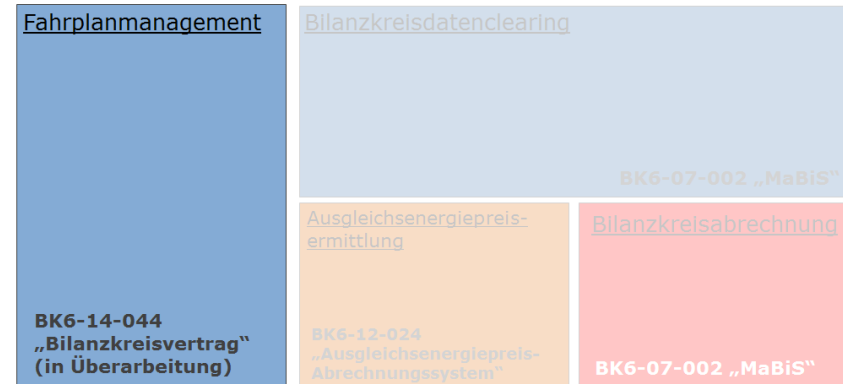 Fahrplanmanagement
BK6-14-044
„Bilanzkreisvertrag“
(in Überarbeitung)
Bilanzkreisdatenclearing
BK6-07-002 „MaBiS“
Ausgleichsenergiepreis-
ermittlung
BK6-12-024
„Ausgleichsenergiepreis-
Abrechnungssystem“
Bilanzkreisabrechnung
BK6-07-002 „MaBiS“